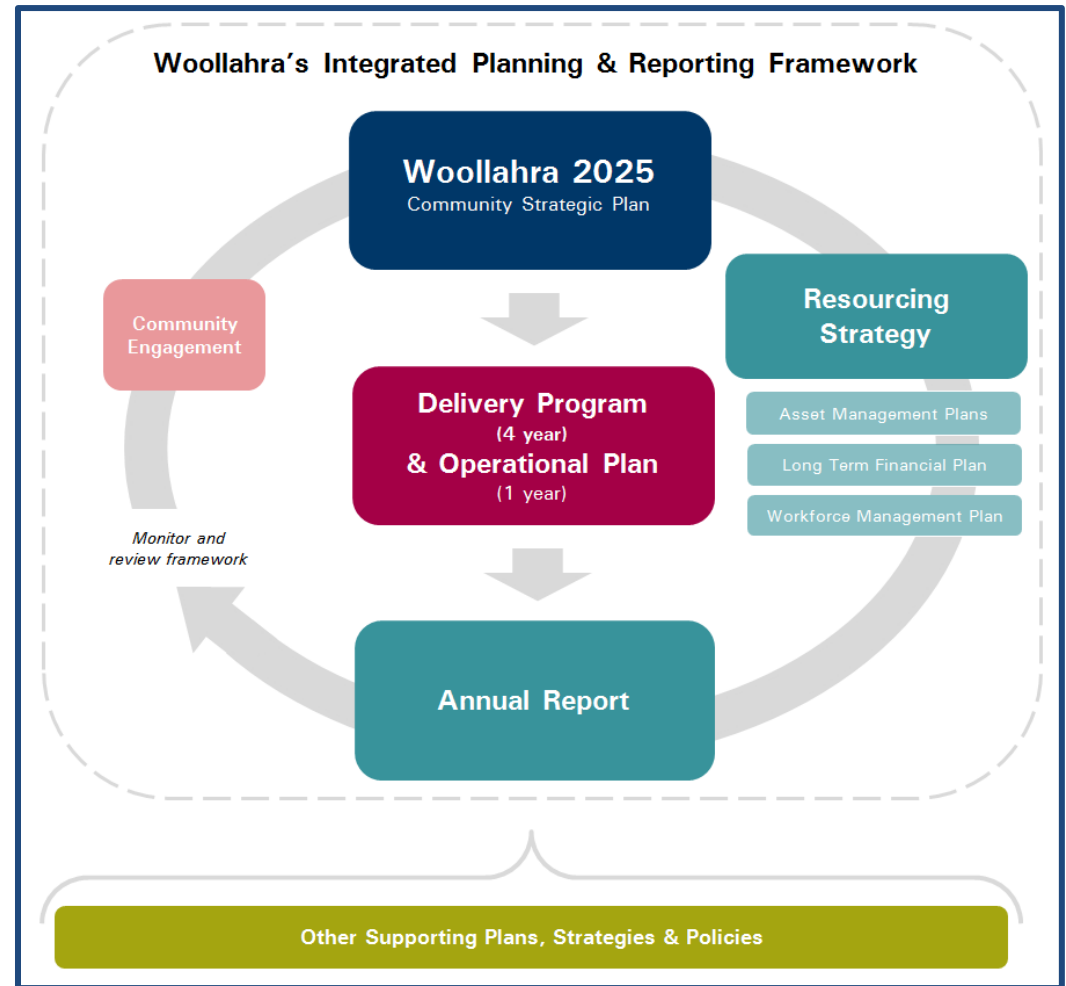 Woollahra's Integrated Planning & Reporting Framework
Woollahra 2025
Community Strategic Plan
Resourcing
Strategy
Community
Engagement
Delivery Program
(4 year)
& Operational Plan
(1 year)
Asset Management Plans
Long Term Financial Plan
Workforce Management Plan
Monitor and
review framework
Annual Report
Other Supporting Plans, Strategies & Policies